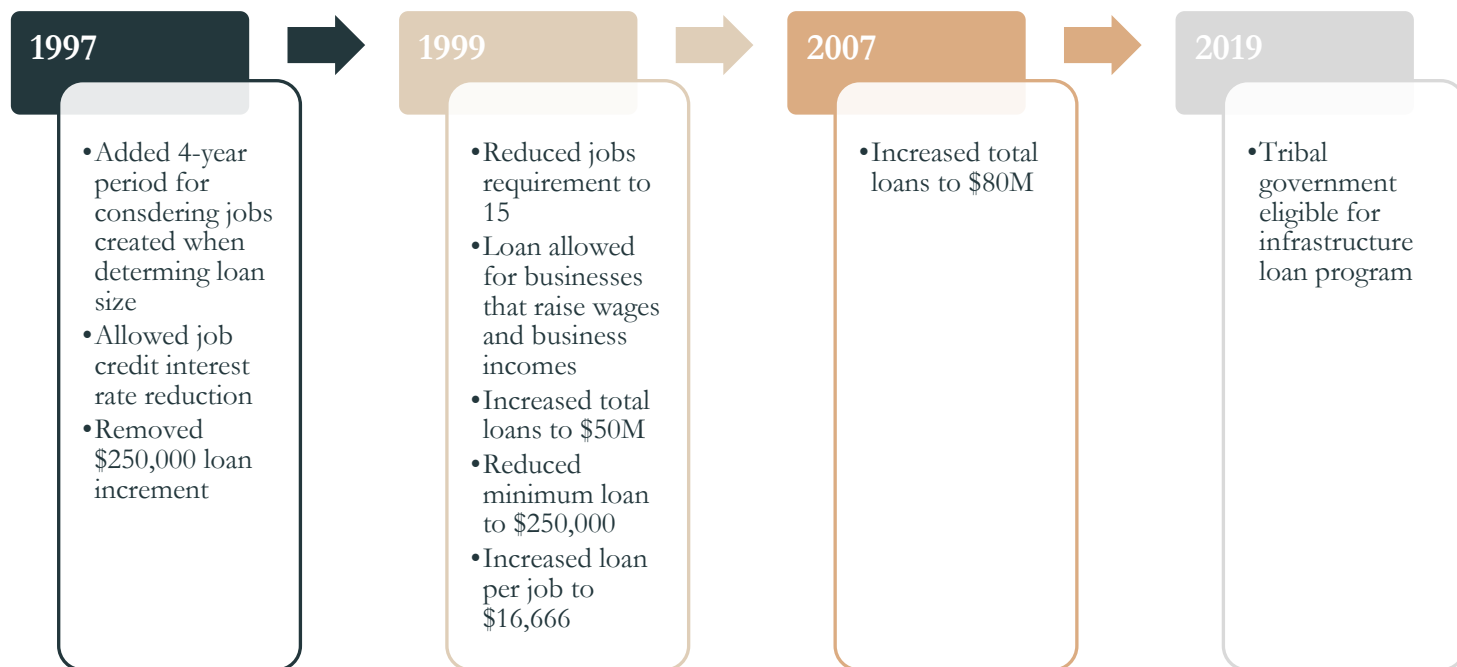 1997
•Added 4-year
period for
consdering jobs
created when
determing loan
size
•Allowed job
credit interest
rate reduction
•Removed
$250,000 loan
increment
1999
•Reduced jobs
requirement to
15
•Loan allowed
for businesses
that raise wages
and business
incomes
•Increased total
loans to $50M
•Reduced
minimum loan
to $250,000
•Increased loan
per job to
$16,666
2007
•Increased total
loans to $80M
2019
•Tribal
government
eligible for
infrastructure
loan program